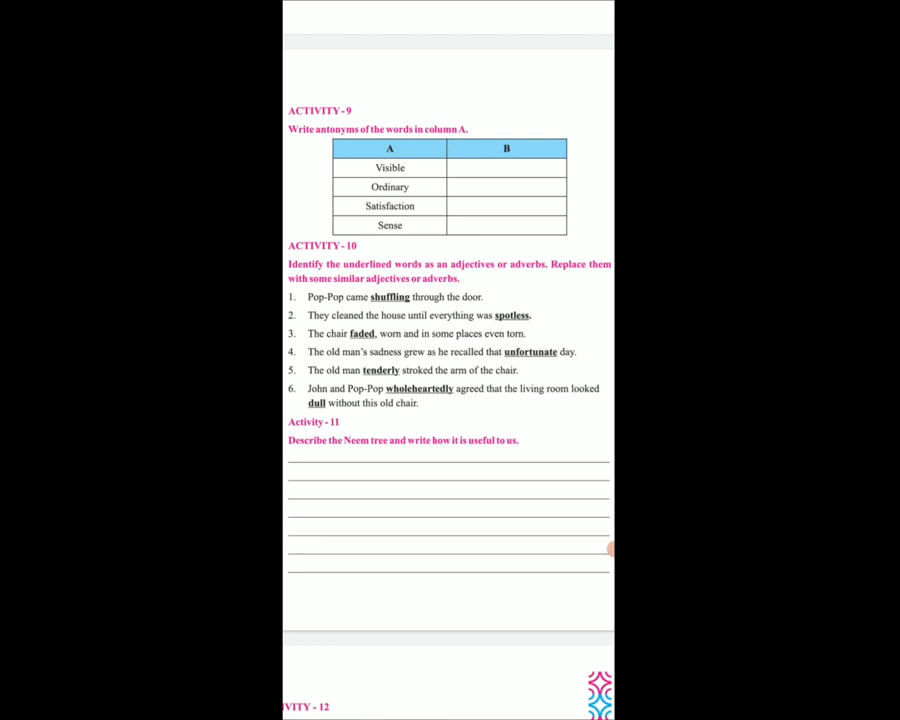 ACTIVITY - 9
Write antonyms of the words in column A.
A B
Visible
Ordinary
Satisfaction
Sense
ACTIVITY - 10
Identify the underlined words as an adjectives or adverbs. Replace them
with some similar adjectives or adverbs.
1. Pop-Pop came shuffling through the door.
2. They cleaned the house until everything was spotless.
3. The chair faded, worn and in some places even torn.
4. The old man's sadness grew as he recalled that unfortunate day.
5. The old man tenderly stroked the arm of the chair.
6. John and Pop-Pop wholeheartedly agreed that the living room looked
dull without this old chair.
Activity - 11
Describe the Neem tree and write how it is useful to us.
IVITY - 12